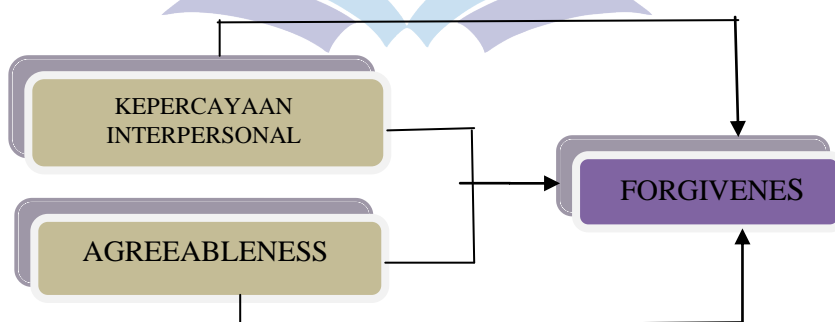 KEPERCAYAAN
INTERPERSONAL
FORGIVENES
AGREEABLENESS